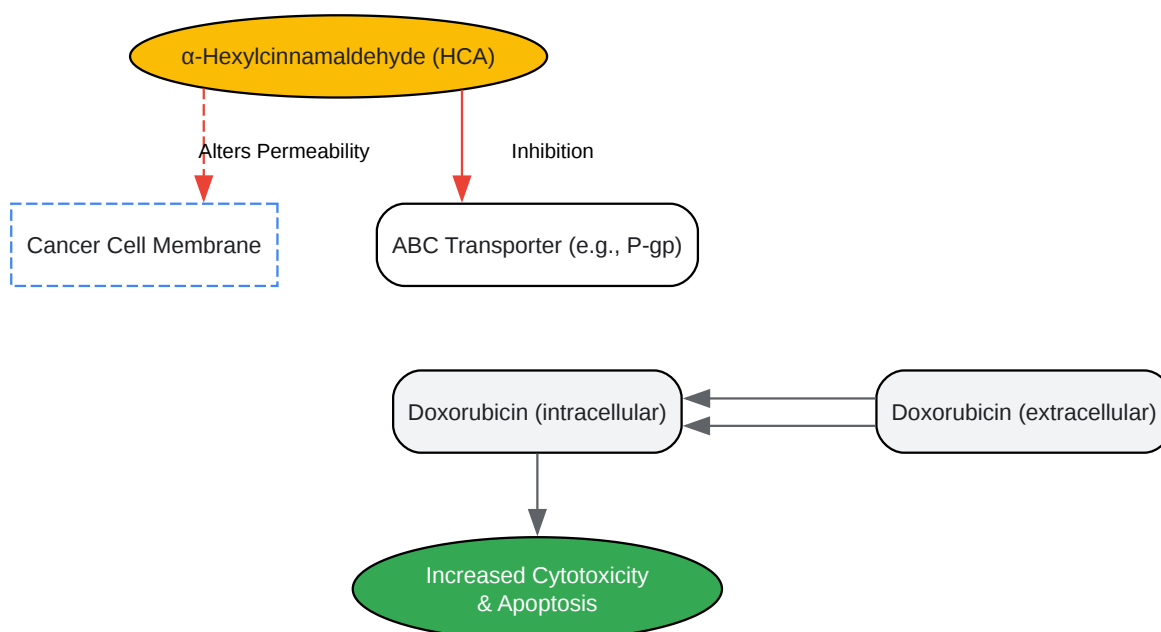 α-Hexylcinnamaldehyde (HCA)
Alters Permeability
Inhibition
Cancer Cell Membrane
ABC Transporter (e.g., P-gp)
Doxorubicin (intracellular)
Doxorubicin (extracellular)
Increased Cytotoxicity
& Apoptosis